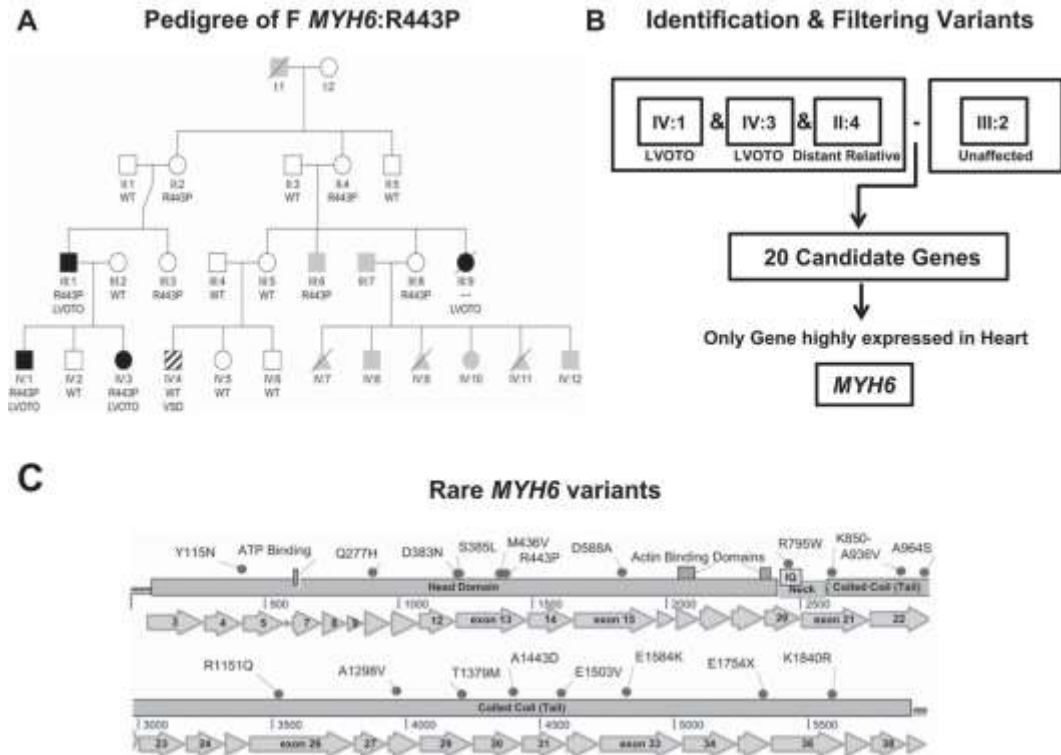 A Pedigree of F MYH6:R443P
I:1 I:2
II:1 II:2 II:3 II:4 II:5
WT R443P WT R443P WT
III:1 III:2 III:3 III:4 III:5 III:6 III:7 III:8 III:9
R443P WT R443P WT WT R443P R443P ---
LVOTO LVOTO
IV:1 IV:2 IV:3 IV:4 IV:5 IV:6 IV:7 IV:8 IV:9 IV:10 IV:11 IV:12
R443P WT R443P WT WT WT
LVOTO LVOTO VSD
B Identification & Filtering Variants
IV:1 & IV:3 & II:4 - III:2
LVOTO LVOTO Distant Relative Unaffected
20 Candidate Genes
Only Gene highly expressed in Heart
MYH6
C Rare MYH6 variants
Y115N ATP Binding Q277H D383N S385L M436V R443P D588A Actin Binding Domains R795W K850- A936V A964S
Head Domain IQ Neck Coiled Coil (Tail)
500 1000 1500 2000 2500
3 4 5 7 8 9 12 exon 13 14 exon 15 20 exon 21 22
R1151Q A1298V T1379M A1443D E1503V E1584K E1754X K1840R
Coiled Coil (Tail)
3000 3500 4000 4500 5000 5500
23 24 exon 26 27 29 30 31 exon 33 34 36 38